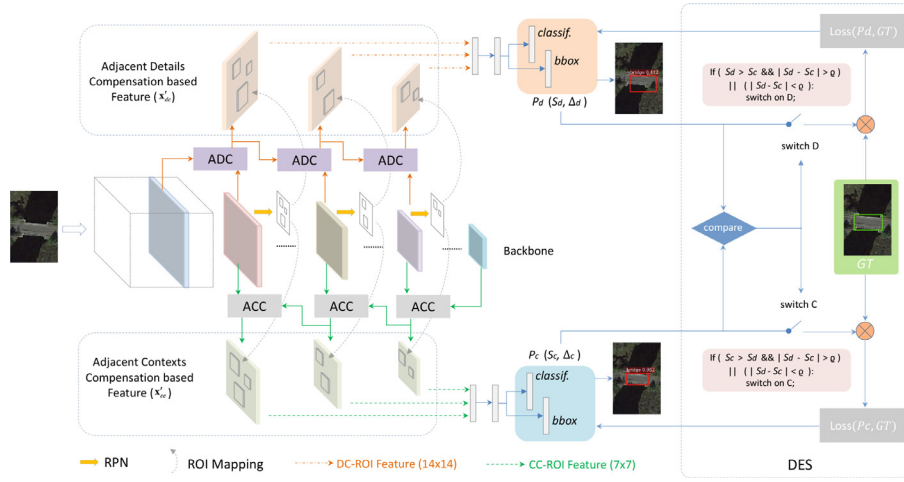 Adjacent Details
Compensation based
Feature (x'dc)
ADC
ADC
ADC
Backbone
ACC
ACC
ACC
Adjacent Contexts
Compensation based
Feature (x'cc)
RPN
ROI Mapping
DC-ROI Feature (14x14)
CC-ROI Feature (7x7)
classif.
bbox
Pd (Sd, Δd)
Pc (Sc, Δc)
classif.
bbox
compare
Loss(Pd, GT)
If ( Sd > Sc && | Sd - Sc | > ϱ )
|| ( | Sd - Sc | < ϱ ):
switch on D;
switch D
GT
switch C
If ( Sc > Sd && | Sd - Sc | > ϱ )
|| ( | Sd - Sc | < ϱ ):
switch on C;
Loss(Pc, GT)
DES